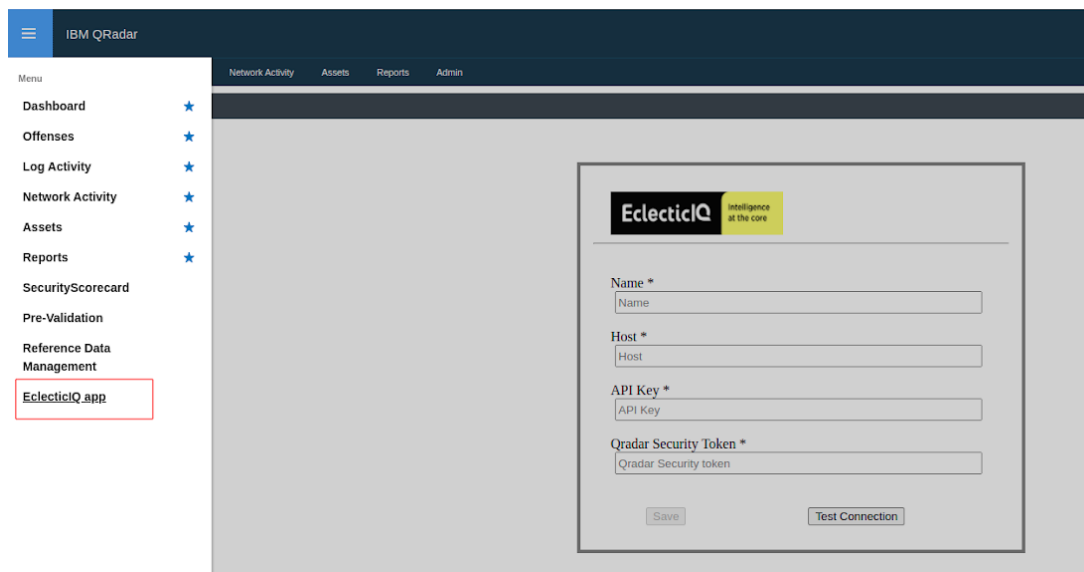 IBM QRadar
Menu
Dashboard
Offenses
Log Activity
Network Activity
Assets
Reports
SecurityScorecard
Pre-Validation
Reference Data
Management
EclecticIQ app
Network Activity Assets Reports Admin
EclecticIQ
Intelligence
at the core
Name *
Name
Host *
Host
API Key *
API Key
Qradar Security Token *
Qradar Security token
Save Test Connection